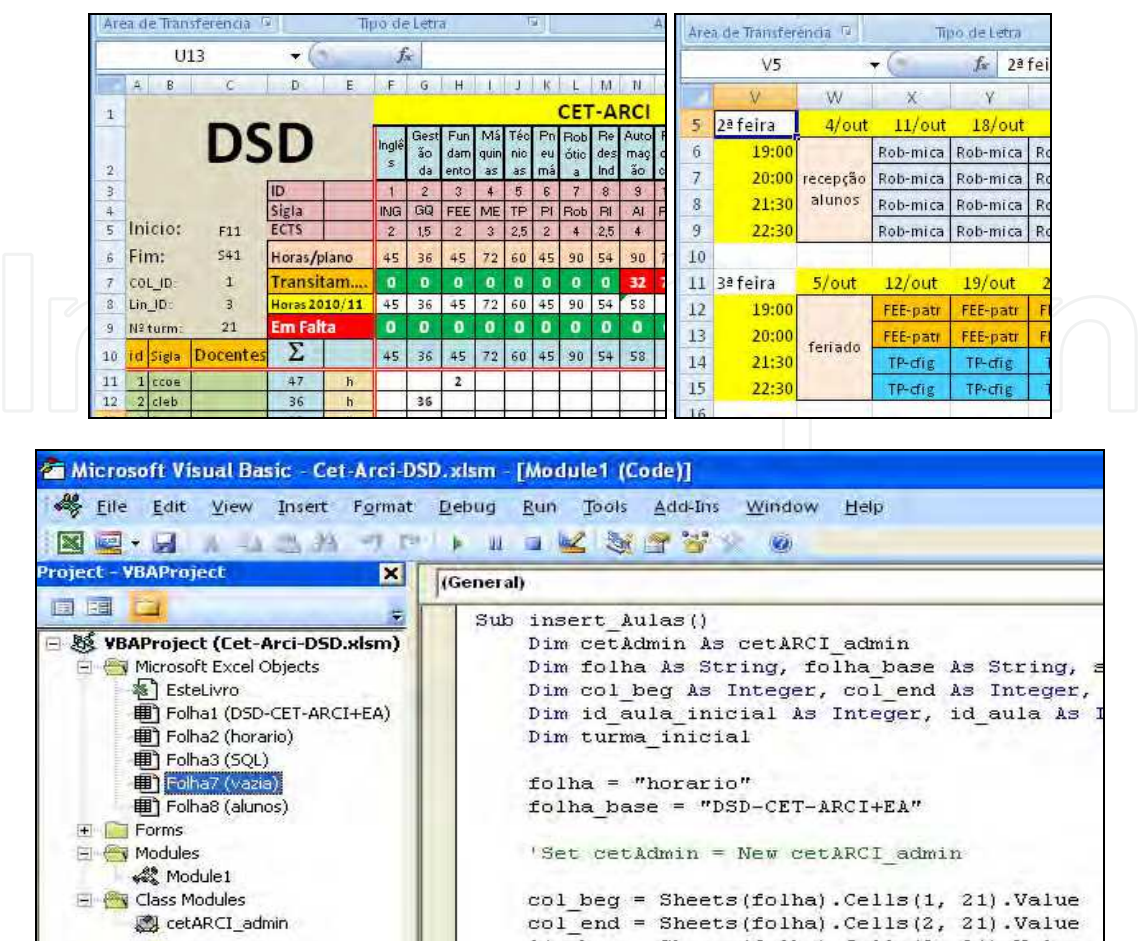 Área de Transferência Tipo de Letra
U13 fx
A B C D E F G H I J K L M N
1 CET-ARCI
DSD
2 Inglês Gestão da Fundamento Máquinas Técnicas Pneumá Robótica Redes Ind Automação
3 ID 1 2 3 4 5 6 7 8 9
4 Sigla ING GQ FEE ME TP PI Rob RI AI
5 Inicio: F11 ECTS 2 1,5 2 3 2,5 2 4 2,5 4
6 Fim: S41 Horas/plano 45 36 45 72 60 45 90 54 90
7 COL_ID: 1 Transitam.... 0 0 0 0 0 0 0 0 32
8 Lin_ID: 3 Horas 2010/11 45 36 45 72 60 45 90 54 58
9 Nº turm: 21 Em Falta 0 0 0 0 0 0 0 0 0
10 id Sigla Docentes Σ 45 36 45 72 60 45 90 54 58
11 1 ccoe 47 h 2
12 2 cleb 36 h 36
Área de Transferência Tipo de Letra
V5 fx 2ª fei
V W X Y
5 2ª feira 4/out 11/out 18/out
6 19:00 Rob-mica Rob-mica
7 20:00 recepção Rob-mica Rob-mica
8 21:30 alunos Rob-mica Rob-mica
9 22:30 Rob-mica Rob-mica
10
11 3ª feira 5/out 12/out 19/out 2
12 19:00 FEE-patr FEE-patr
13 20:00 feriado FEE-patr FEE-patr
14 21:30 TP-cfig TP-cfig
15 22:30 TP-cfig TP-cfig
16
Microsoft Visual Basic - Cet-Arci-DSD.xlsm - [Module1 (Code)]
File Edit View Insert Format Debug Run Tools Add-Ins Window Help
Project - VBAProject
(General)
VBAProject (Cet-Arci-DSD.xlsm)
Microsoft Excel Objects
EsteLivro
Folha1 (DSD-CET-ARCI+EA)
Folha2 (horario)
Folha3 (SQL)
Folha7 (vazia)
Folha8 (alunos)
Forms
Modules
Module1
Class Modules
cetARCI_admin
Sub insert_Aulas()
Dim cetAdmin As cetARCI_admin
Dim folha As String, folha_base As String, s
Dim col_beg As Integer, col_end As Integer,
Dim id_aula_inicial As Integer, id_aula As I
Dim turma_inicial
folha = "horario"
folha_base = "DSD-CET-ARCI+EA"
'Set cetAdmin = New cetARCI_admin
col_beg = Sheets(folha).Cells(1, 21).Value
col_end = Sheets(folha).Cells(2, 21).Value